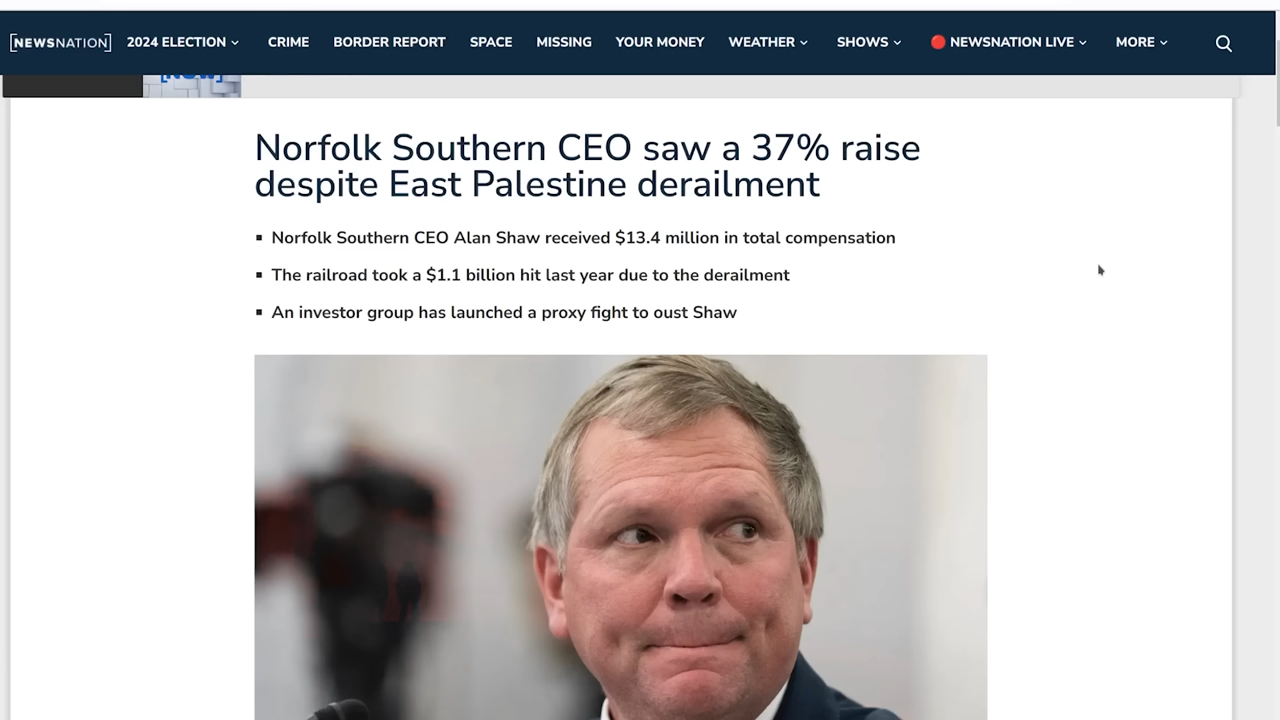 [NEWSNATION] 2024 ELECTION CRIME BORDER REPORT SPACE MISSING YOUR MONEY WEATHER SHOWS NEWSNATION LIVE MORE
[NOW]
Norfolk Southern CEO saw a 37% raise
despite East Palestine derailment
▪ Norfolk Southern CEO Alan Shaw received $13.4 million in total compensation
▪ The railroad took a $1.1 billion hit last year due to the derailment
▪ An investor group has launched a proxy fight to oust Shaw